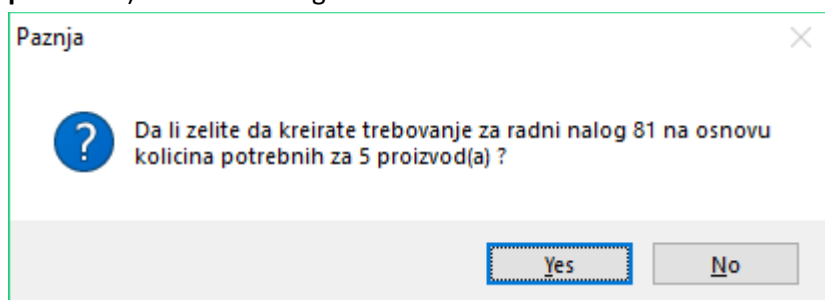 Paznja
Da li zelite da kreirate trebovanje za radni nalog 81 na osnovu
kolicina potrebnih za 5 proizvod(a) ?
Yes
No